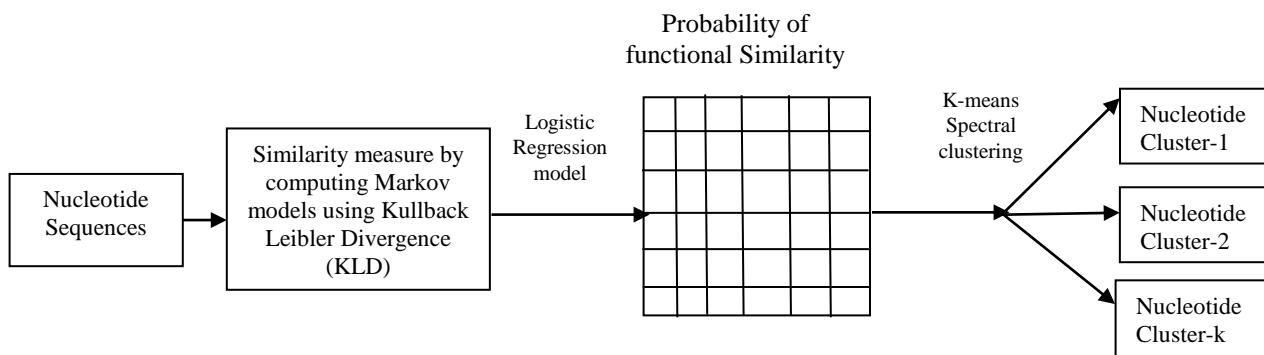 Probability of
functional Similarity
Nucleotide
Sequences
Similarity measure by
computing Markov
models using Kullback
Leibler Divergence
(KLD)
Logistic
Regression
model
K-means
Spectral
clustering
Nucleotide
Cluster-1
Nucleotide
Cluster-2
Nucleotide
Cluster-k